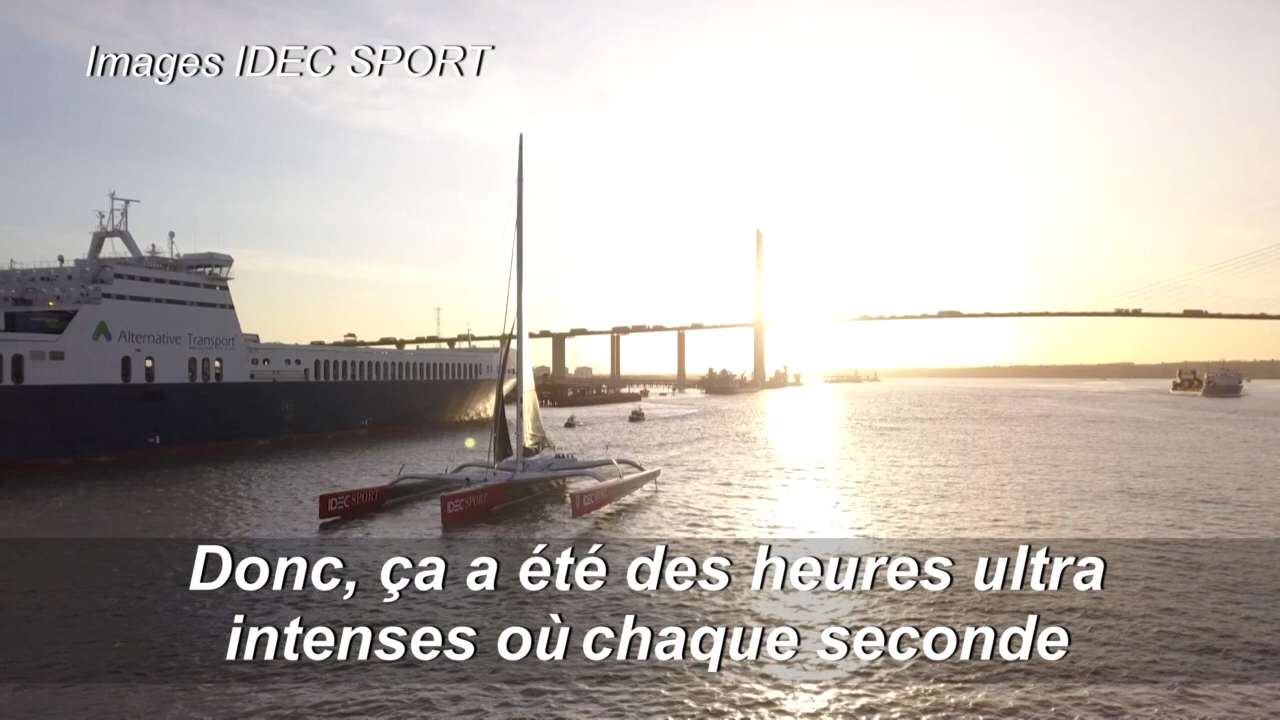 Images IDEC SPORT
Alternative Transport
IDEC SPORT
IDEC SPORT
IDEC
Donc, ça a été des heures ultra
intenses où chaque seconde